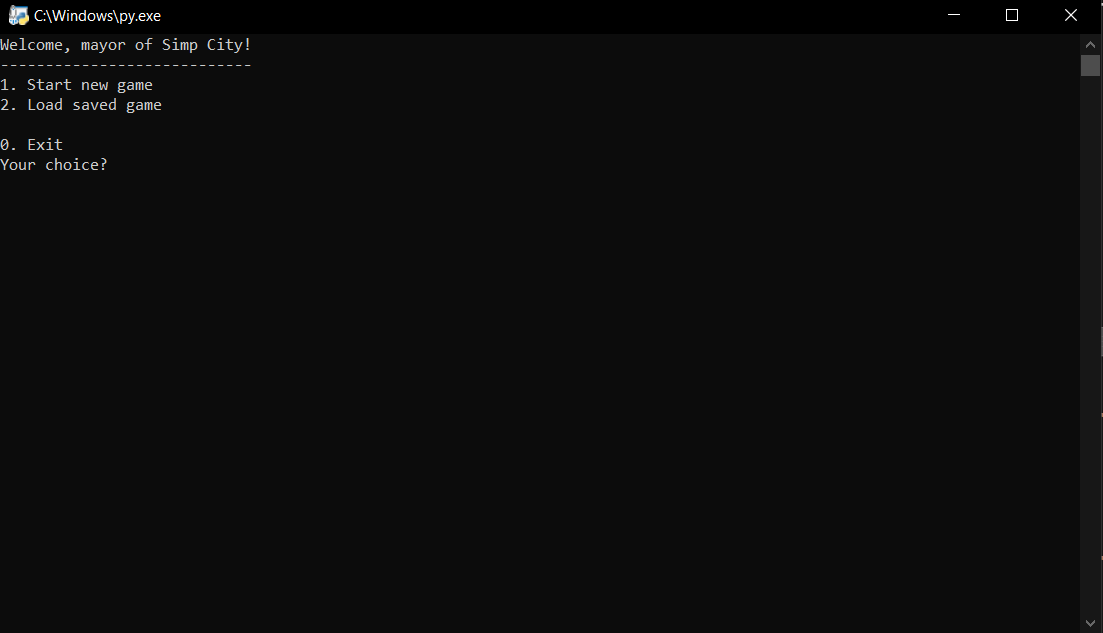 C:\Windows\py.exe
Welcome, mayor of Simp City!
----------------------------
1. Start new game
2. Load saved game
0. Exit
Your choice?